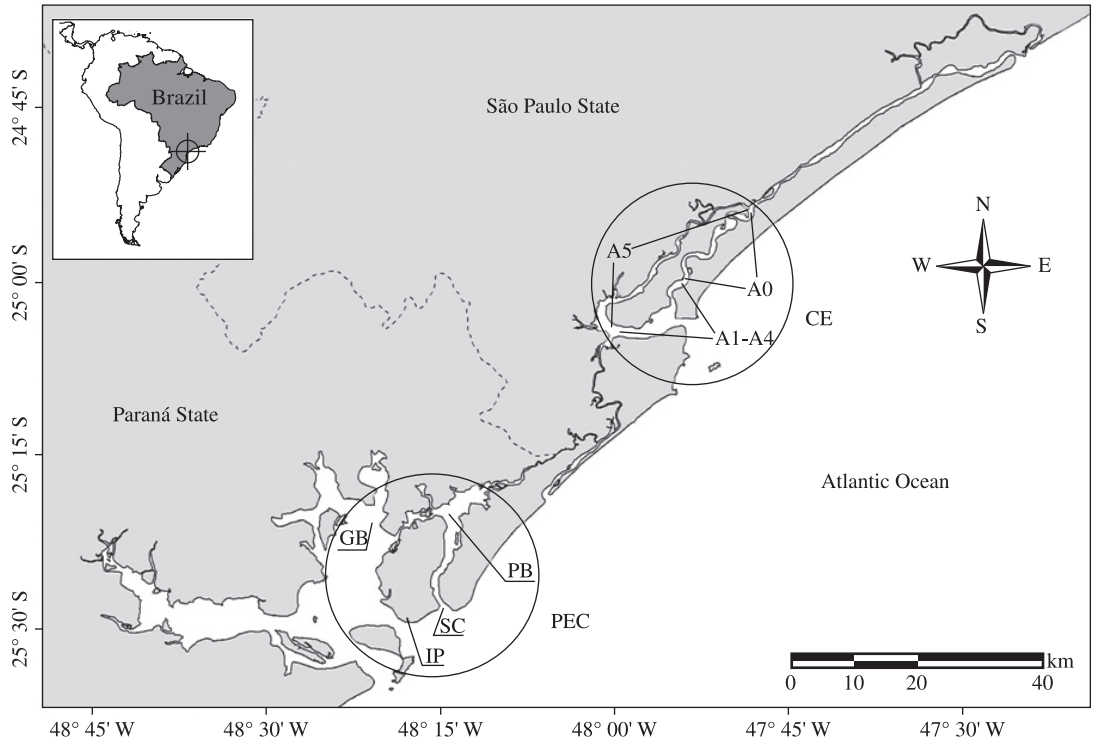 Brazil
São Paulo State
24° 45' S
N
A5
W
E
25° 00' S
A0
S
CE
A1-A4
Paraná State
25° 15' S
Atlantic Ocean
GB
PB
SC
PEC
25° 30' S
IP
km
0
10
20
40
48° 45' W
48° 30' W
48° 15' W
48° 00' W
47° 45' W
47° 30' W